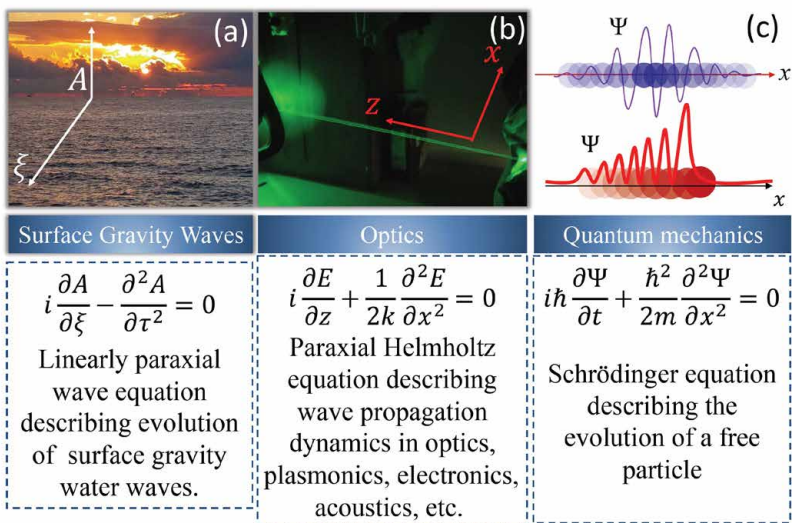 (a)
A
ξ
(b)
x
z
(c)
Ψ
x
Ψ
x
Surface Gravity Waves
i ∂A/∂ξ − ∂²A/∂τ² = 0
Linearly paraxial
wave equation
describing evolution
of surface gravity
water waves.
Optics
i ∂E/∂z + 1/2k ∂²E/∂x² = 0
Paraxial Helmholtz
equation describing
wave propagation
dynamics in optics,
plasmonics, electronics,
acoustics, etc.
Quantum mechanics
iħ ∂Ψ/∂t + ħ²/2m ∂²Ψ/∂x² = 0
Schrödinger equation
describing the
evolution of a free
particle